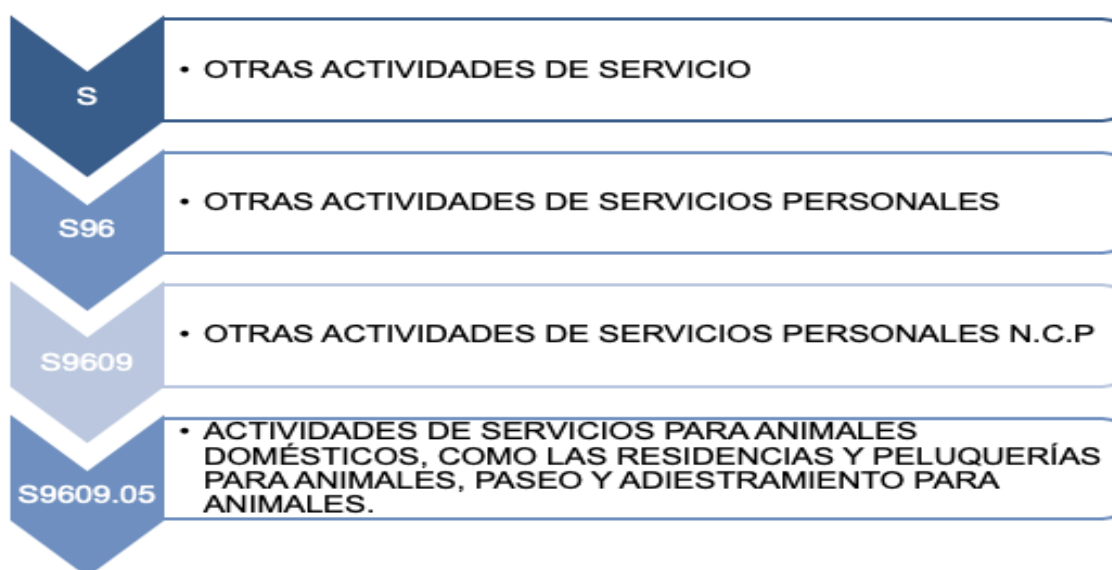 S
• OTRAS ACTIVIDADES DE SERVICIO
S96
• OTRAS ACTIVIDADES DE SERVICIOS PERSONALES
S9609
• OTRAS ACTIVIDADES DE SERVICIOS PERSONALES N.C.P
S9609.05
• ACTIVIDADES DE SERVICIOS PARA ANIMALES
DOMÉSTICOS, COMO LAS RESIDENCIAS Y PELUQUERÍAS
PARA ANIMALES, PASEO Y ADIESTRAMIENTO PARA
ANIMALES.